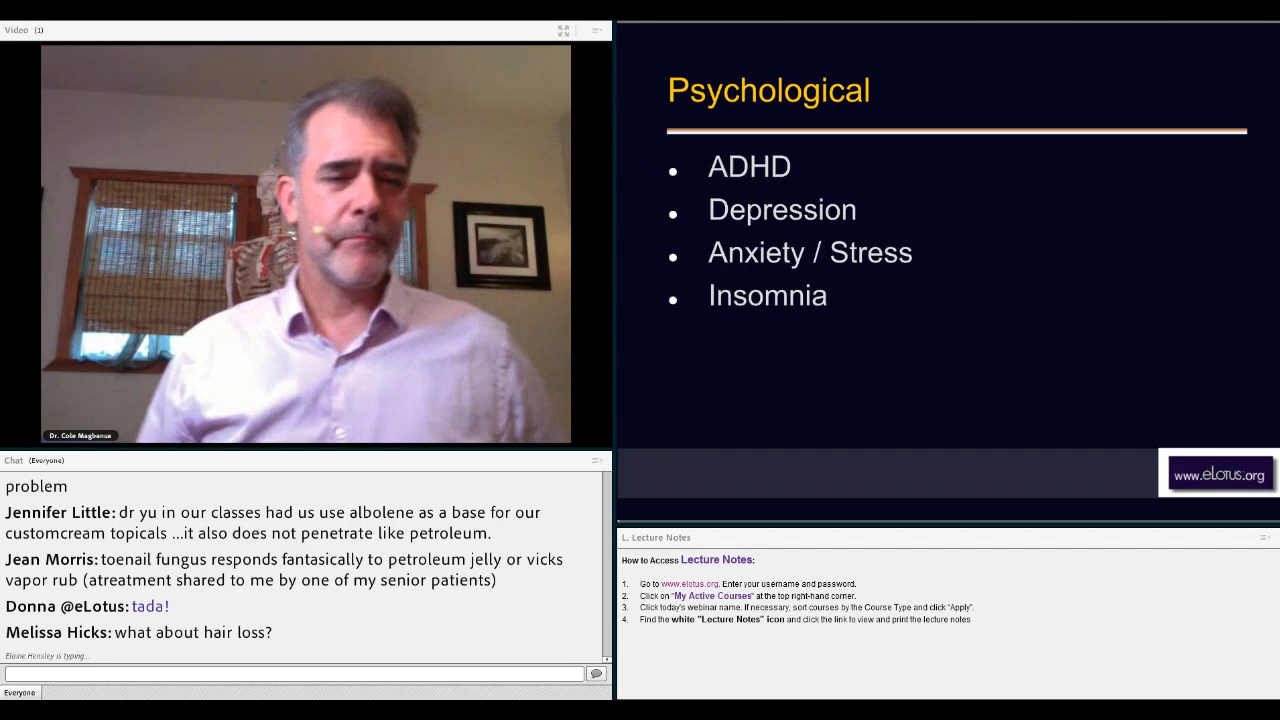 Video (1)
Dr. Cole Magbanua
Psychological
ADHD
Depression
Anxiety / Stress
Insomnia
www.eLotus.org
Chat (Everyone)
problem
Jennifer Little: dr yu in our classes had us use albolene as a base for our
customcream topicals ...it also does not penetrate like petroleum.
Jean Morris: toenail fungus responds fantastically to petroleum jelly or vicks
vapor rub (atreatment shared to me by one of my senior patients)
Donna @eLotus: tada!
Melissa Hicks: what about hair loss?
Elaine Hensley is typing...
Everyone
L. Lecture Notes
How to Access Lecture Notes:
1. Go to www.elotus.org. Enter your username and password.
2. Click on "My Active Courses" at the top right-hand corner.
3. Click today's webinar name. If necessary, sort courses by the Course Type and click "Apply".
4. Find the white "Lecture Notes" icon and click the link to view and print the lecture notes